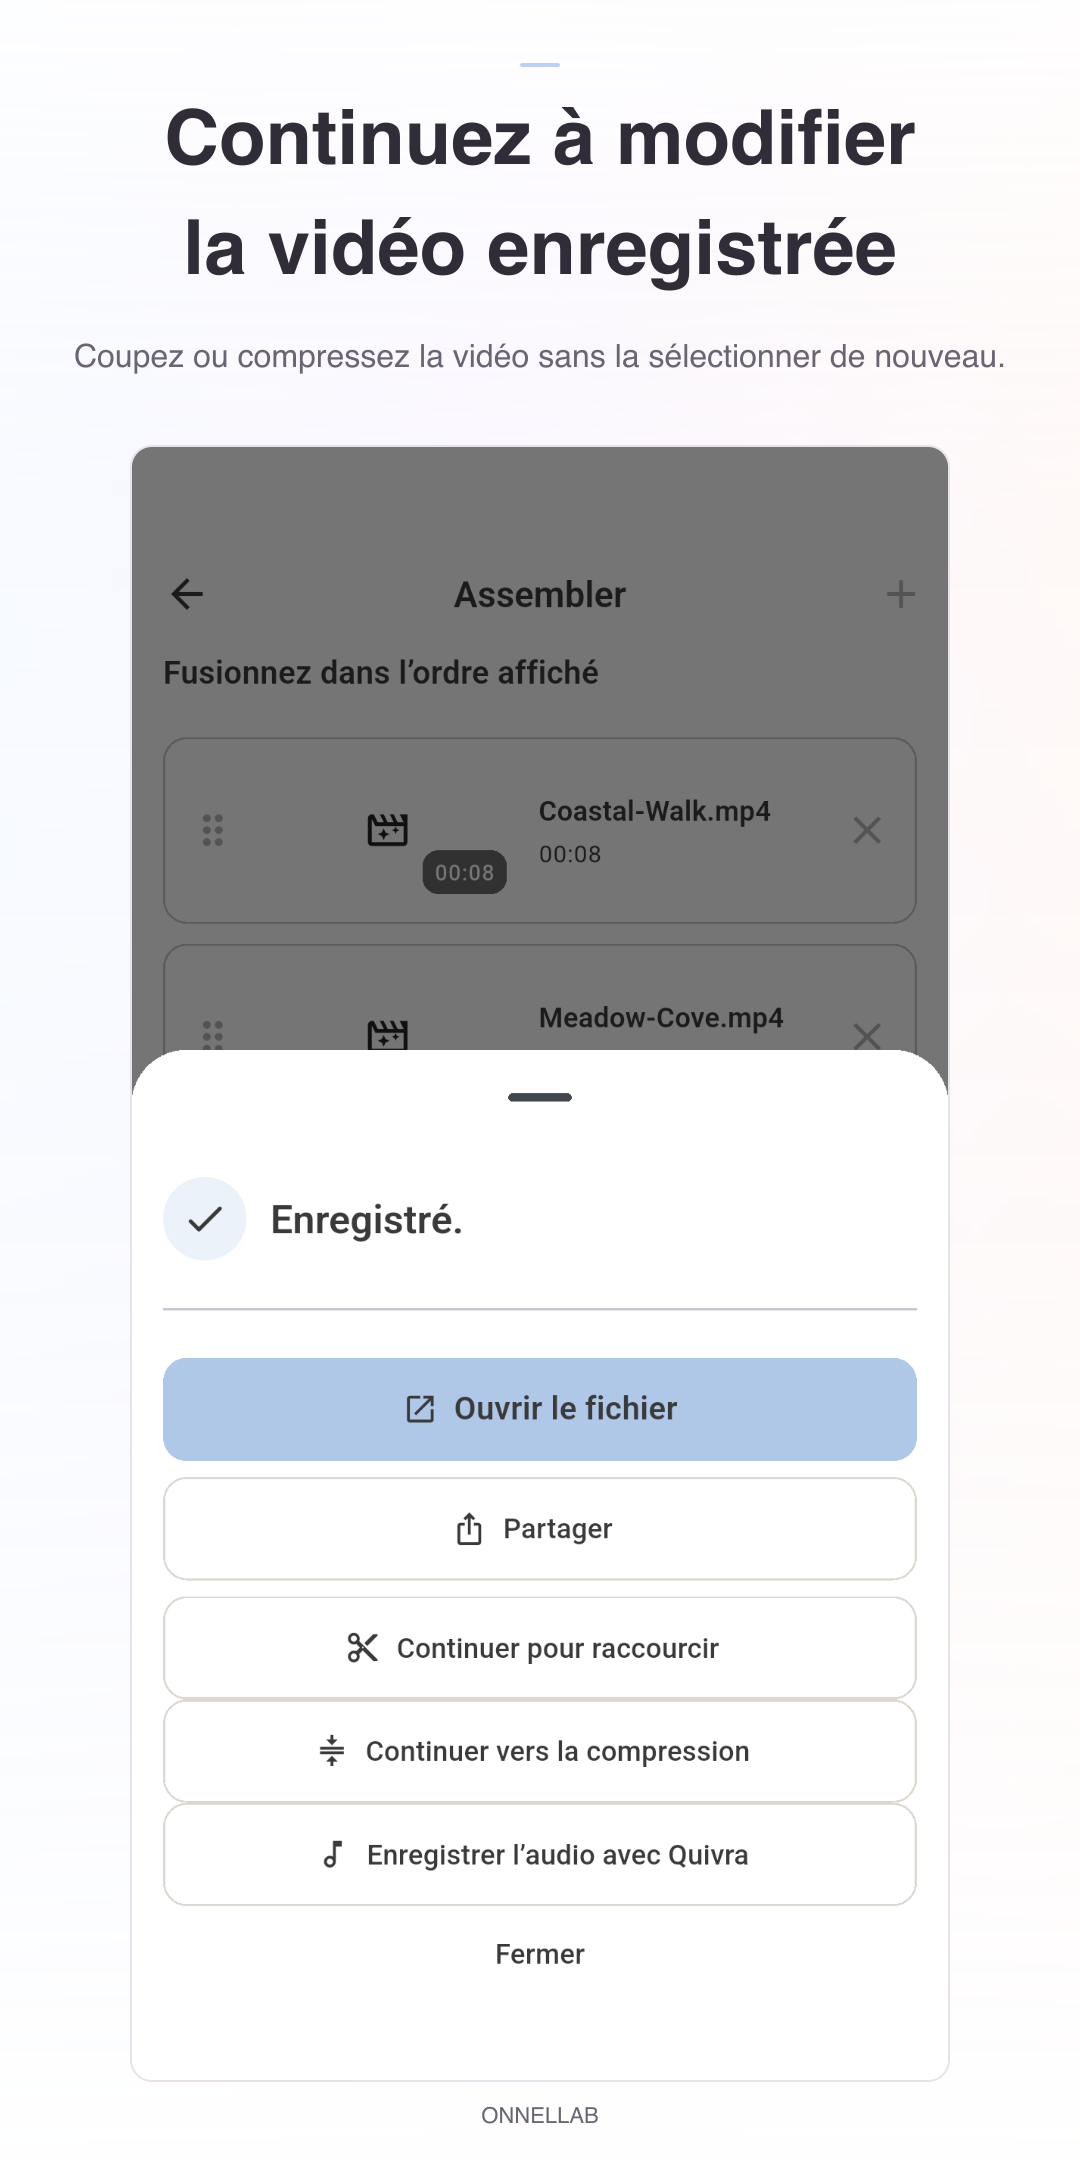 Continuez à modifier
la vidéo enregistrée
Coupez ou compressez la vidéo sans la sélectionner de nouveau.
Assembler
Fusionnez dans l’ordre affiché
Coastal-Walk.mp4
00:08
00:08
Meadow-Cove.mp4
Enregistré.
Ouvrir le fichier
Partager
Continuer pour raccourcir
Continuer vers la compression
Enregistrer l’audio avec Quivra
Fermer
ONNELLAB